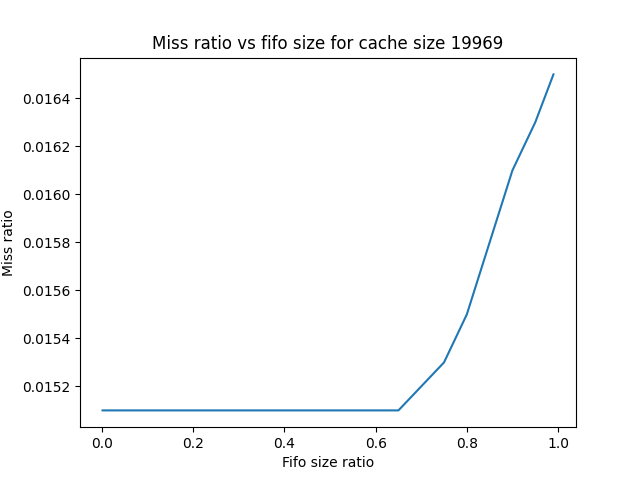 Miss ratio vs fifo size for cache size 19969
Miss ratio
0.0164
0.0162
0.0160
0.0158
0.0156
0.0154
0.0152
0.0 0.2 0.4 0.6 0.8 1.0
Fifo size ratio